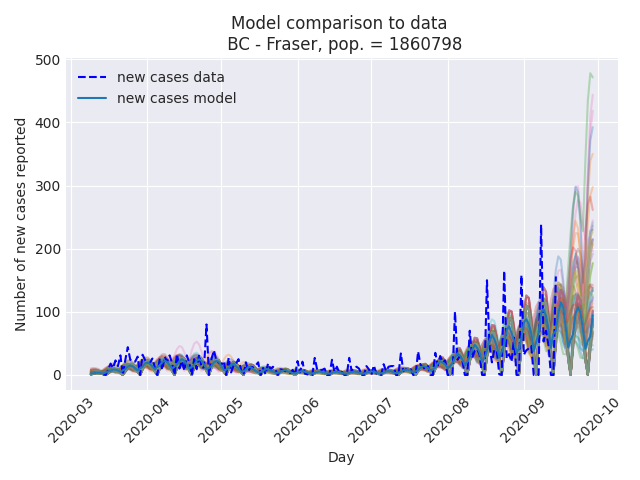 Model comparison to data
BC - Fraser, pop. = 1860798
new cases data
new cases model
Number of new cases reported
500
400
300
200
100
0
2020-03
2020-04
2020-05
2020-06
2020-07
2020-08
2020-09
2020-10
Day